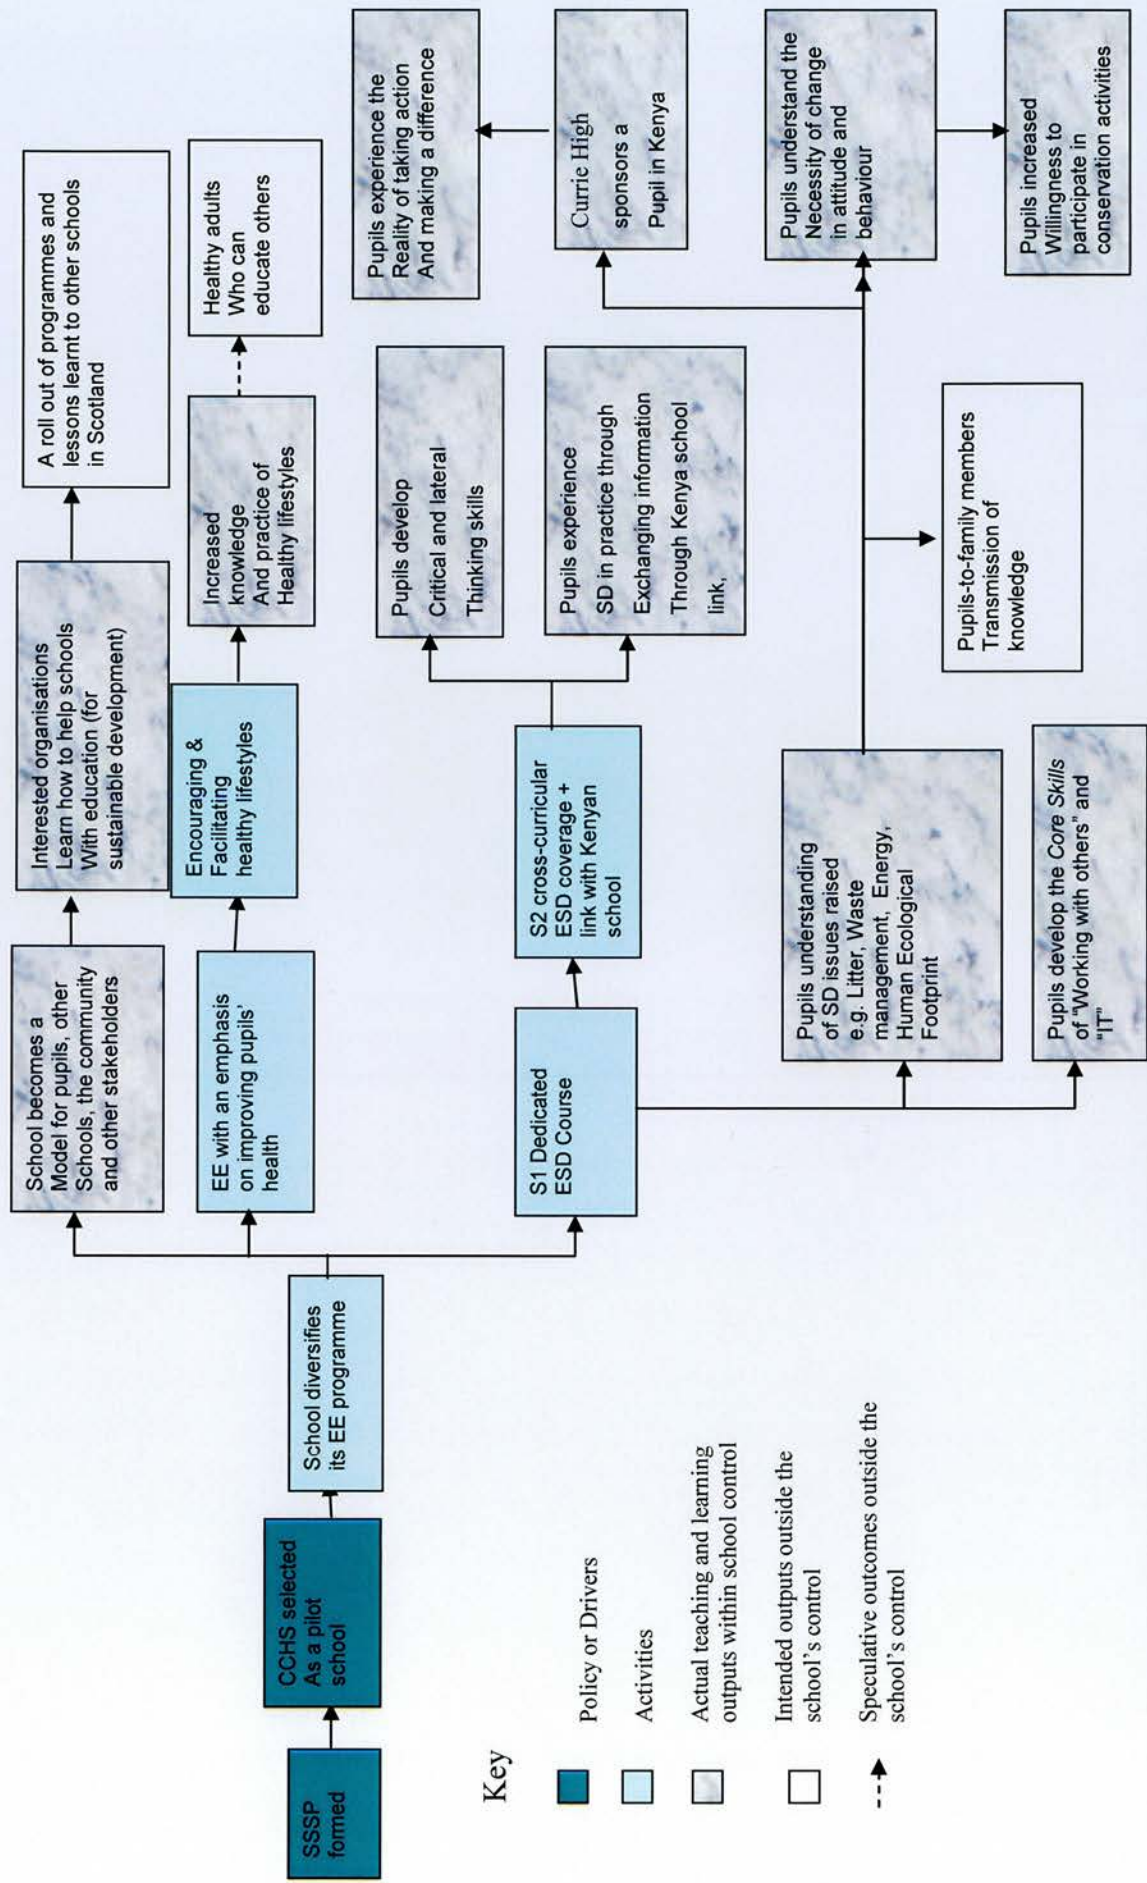 SSSP
formed
CCHS selected
As a pilot
school
School diversifies
its EE programme
School becomes a
Model for pupils, other
Schools, the community
and other stakeholders
Interested organisations
Learn how to help schools
With education (for
sustainable development)
A roll out of programmes and
lessons learnt to other schools
in Scotland
EE with an emphasis
on improving pupils'
health
Encouraging &
Facilitating
healthy lifestyles
Increased
knowledge
And practice of
Healthy lifestyles
Healthy adults
Who can
educate others
S1 Dedicated
ESD Course
S2 cross-curricular
ESD coverage +
link with Kenyan
school
Pupils develop
Critical and lateral
Thinking skills
Pupils experience
SD in practice through
Exchanging information
Through Kenya school
link,
Pupils experience the
Reality of taking action
And making a difference
Currie High
sponsors a
Pupil in Kenya
Pupils understand the
Necessity of change
in attitude and
behaviour
Pupils increased
Willingness to
participate in
conservation activities
Pupils understanding
of SD issues raised
e.g. Litter, Waste
management, Energy,
Human Ecological
Footprint
Pupils-to-family members
Transmission of
knowledge
Pupils develop the Core Skills
of "Working with others" and
"IT"
Key
Policy or Drivers
Activities
Actual teaching and learning
outputs within school control
Intended outputs outside the
school's control
Speculative outcomes outside the
school's control